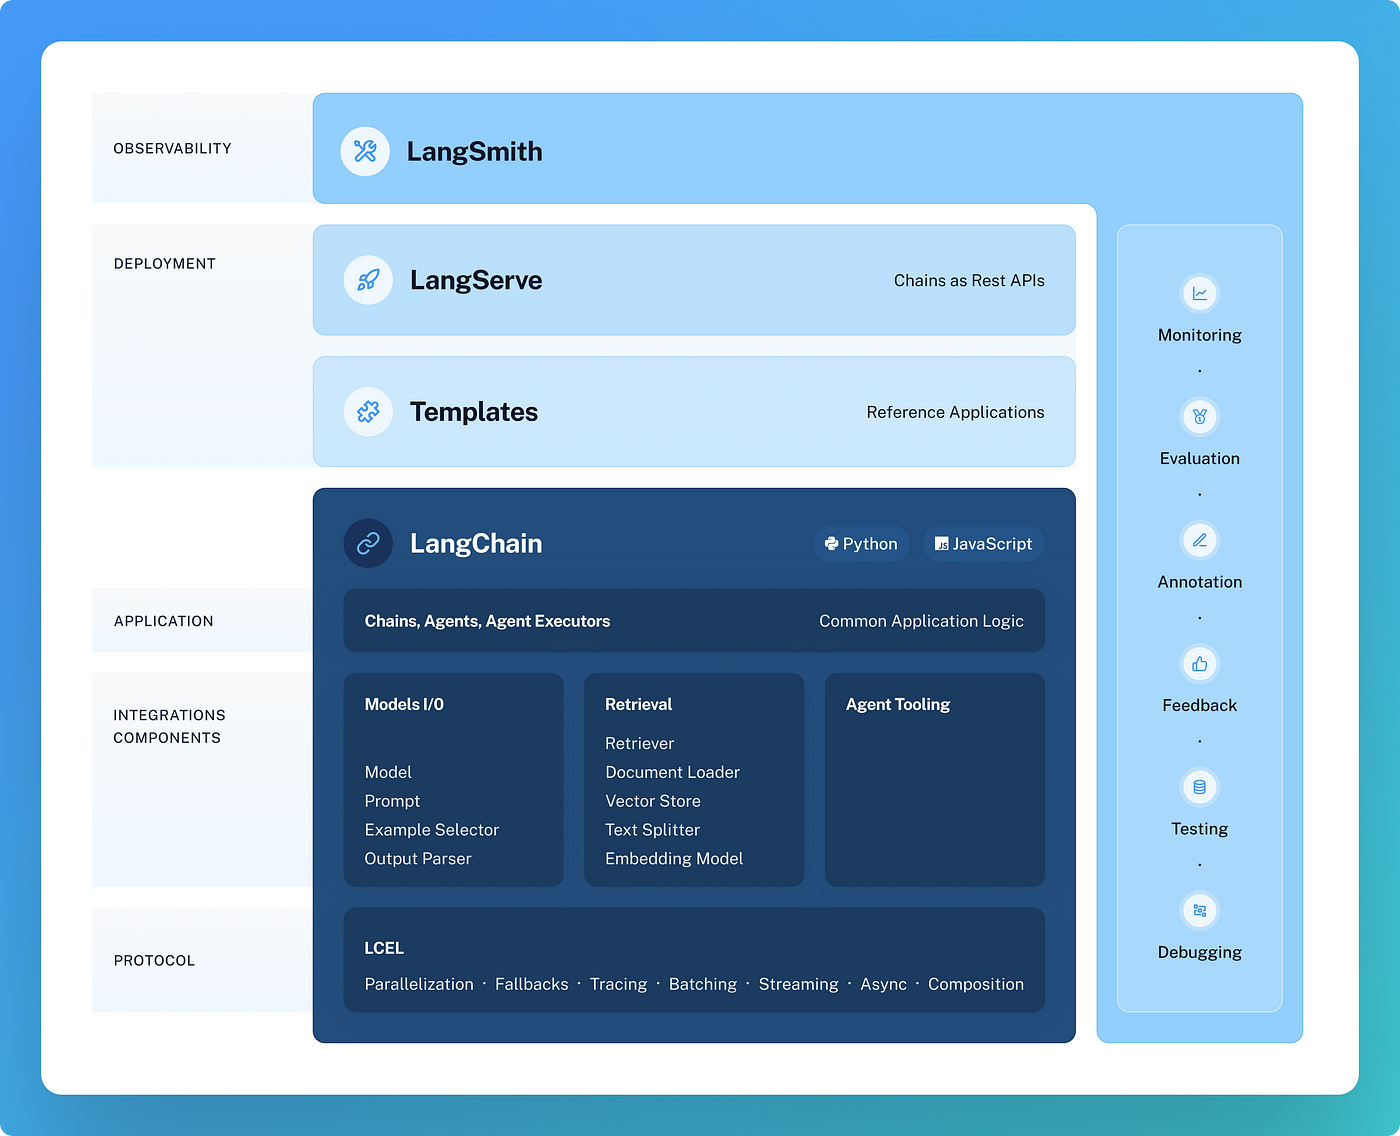 OBSERVABILITY
LangSmith
DEPLOYMENT
LangServe
Chains as Rest APIs
Templates
Reference Applications
LangChain
Python
JS JavaScript
APPLICATION
Chains, Agents, Agent Executors
Common Application Logic
INTEGRATIONS
COMPONENTS
Models I/0
Model
Prompt
Example Selector
Output Parser
Retrieval
Retriever
Document Loader
Vector Store
Text Splitter
Embedding Model
Agent Tooling
PROTOCOL
LCEL
Parallelization · Fallbacks · Tracing · Batching · Streaming · Async · Composition
Monitoring
·
Evaluation
·
Annotation
·
Feedback
·
Testing
·
Debugging